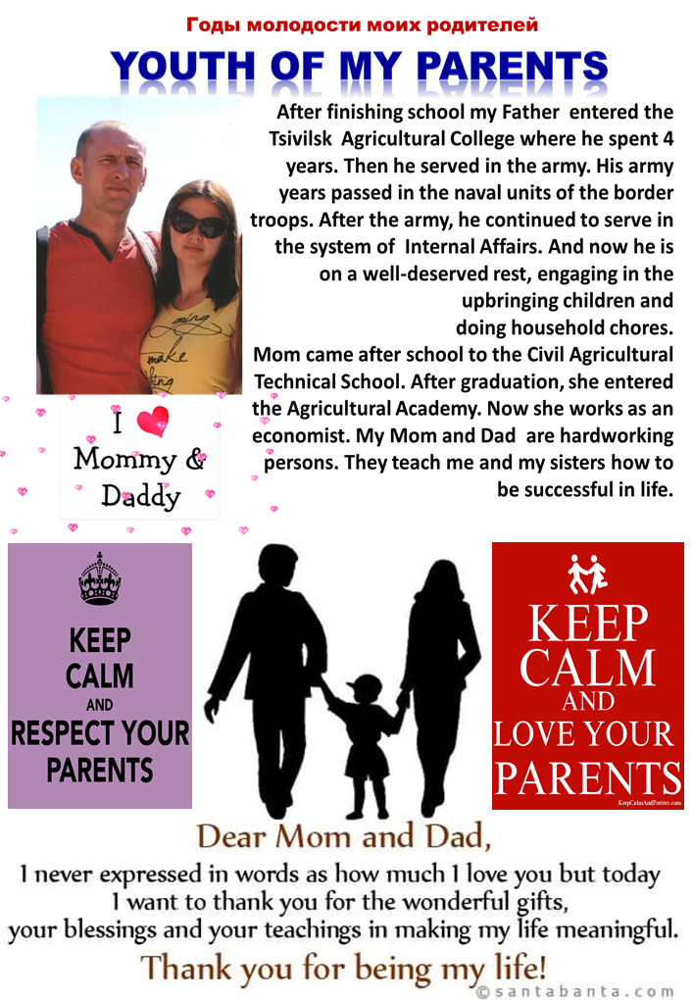 Годы молодости моих родителей
YOUTH OF MY PARENTS
After finishing school my Father entered the
Tsivilsk Agricultural College where he spent 4
years. Then he served in the army. His army
years passed in the naval units of the border
troops. After the army, he continued to serve in
the system of Internal Affairs. And now he is
on a well-deserved rest, engaging in the
upbringing children and
doing household chores.
Mom came after school to the Civil Agricultural
Technical School. After graduation, she entered
the Agricultural Academy. Now she works as an
economist. My Mom and Dad are hardworking
persons. They teach me and my sisters how to
be successful in life.
make
I
Mommy &
Daddy
KEEP
CALM
AND
RESPECT YOUR
PARENTS
KEEP
CALM
AND
LOVE YOUR
PARENTS
KeepCalmAndPosters.com
Dear Mom and Dad,
I never expressed in words as how much I love you but today
I want to thank you for the wonderful gifts,
your blessings and your teachings in making my life meaningful.
Thank you for being my life!
©santabanta.com